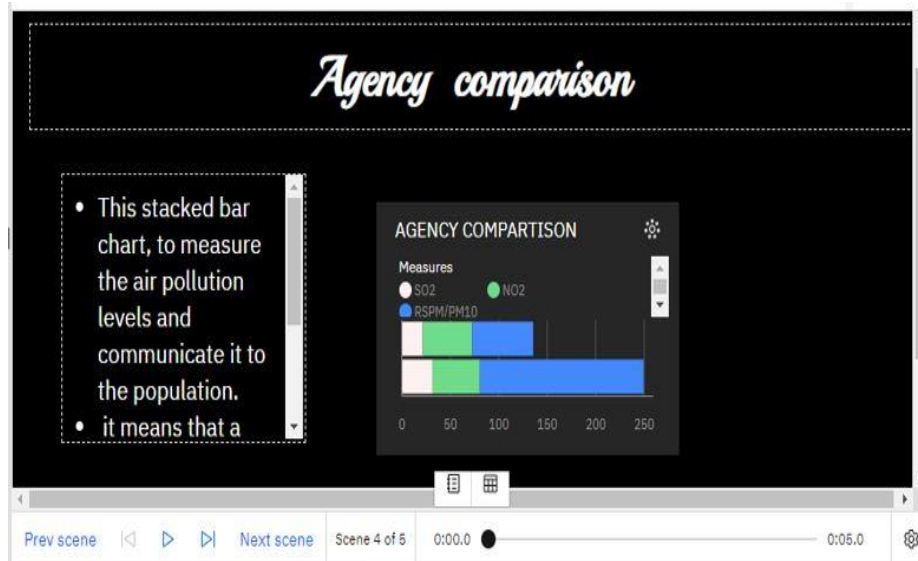 Agency comparison
• This stacked bar
chart, to measure
the air pollution
levels and
communicate it to
the population.
• it means that a
AGENCY COMPARTISON
Measures
SO2 NO2
RSPM/PM10
0 50 100 150 200 250
Prev scene Next scene Scene 4 of 5 0:00.0 0:05.0